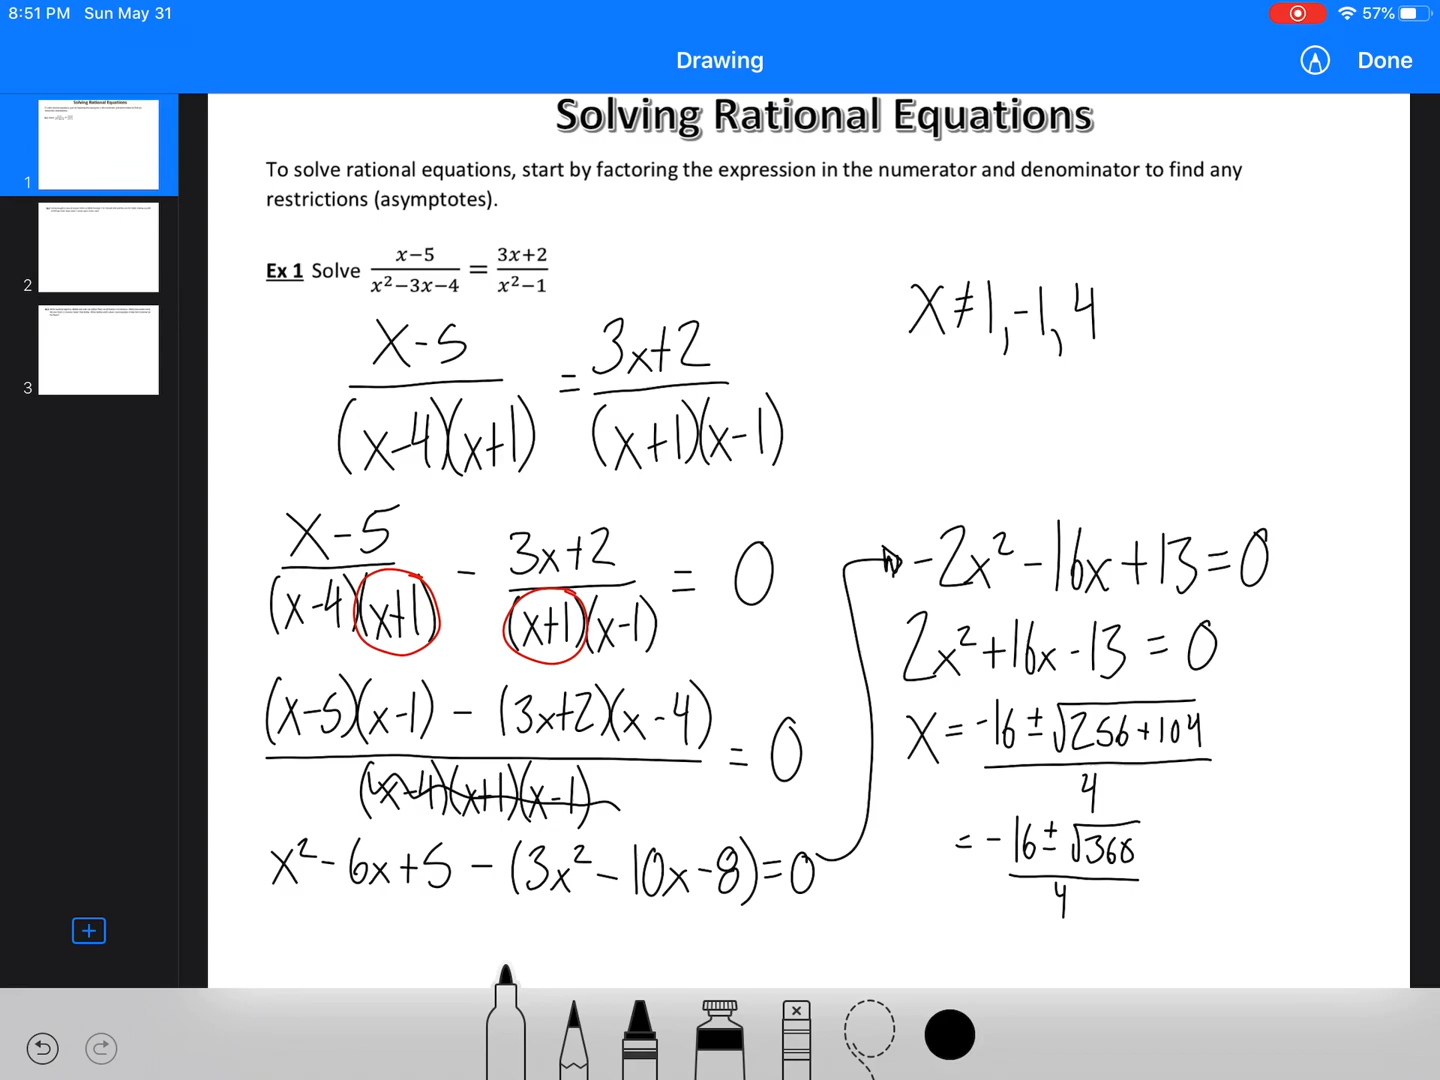 8:51 PM Sun May 31
57%
Drawing
Done
1
2
3
Solving Rational Equations
To solve rational equations, start by factoring the expression in the numerator and denominator to find any
restrictions (asymptotes).
Ex 1 Solve (x−5)/(x²−3x−4) = (3x+2)/(x²−1)
x ≠ 1, -1, 4
(x-5)/((x-4)(x+1)) = (3x+2)/((x+1)(x-1))
(x-5)/((x-4)(x+1)) - (3x+2)/((x+1)(x-1)) = 0
((x-5)(x-1) - (3x+2)(x-4))/((x-4)(x+1)(x-1)) = 0
x² - 6x + 5 - (3x² - 10x - 8) = 0
-2x² - 16x + 13 = 0
2x² + 16x - 13 = 0
x = (-16 ± √(256+104))/4
= (-16 ± √360)/4